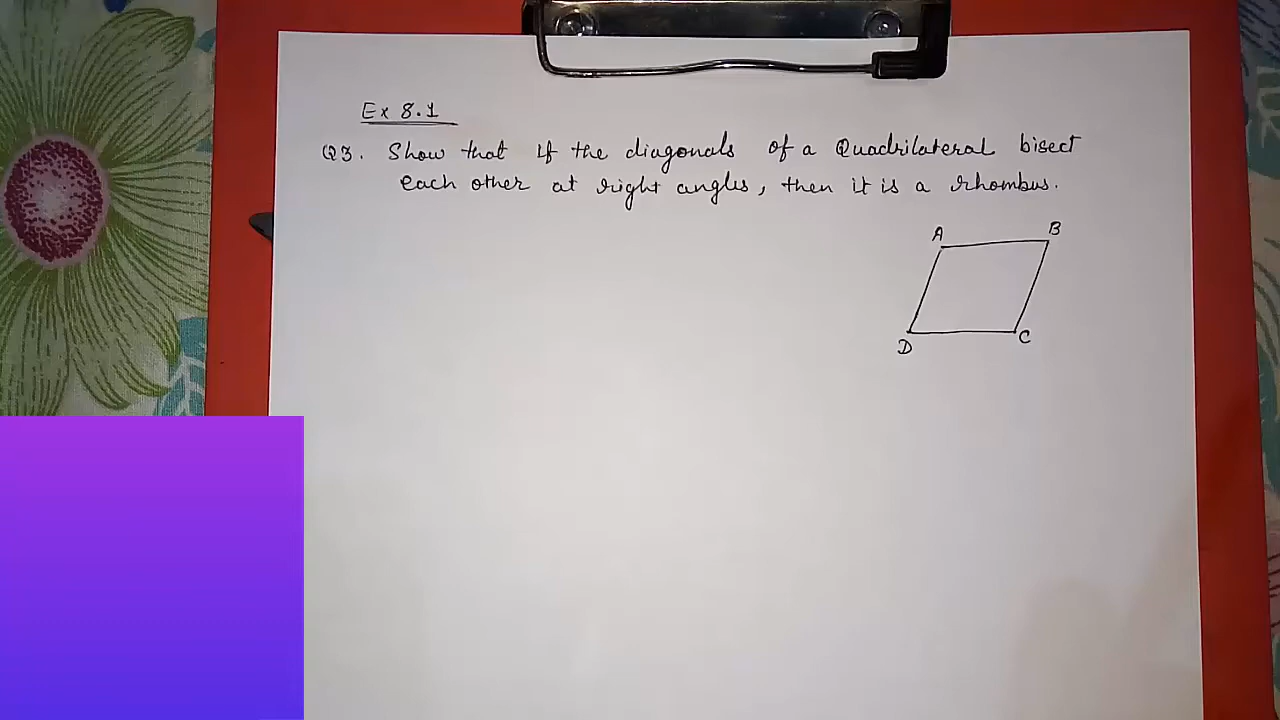 Ex 8.1
Q3. Show that if the diagonals of a Quadrilateral bisect
each other at right angles, then it is a rhombus.
A B
D C